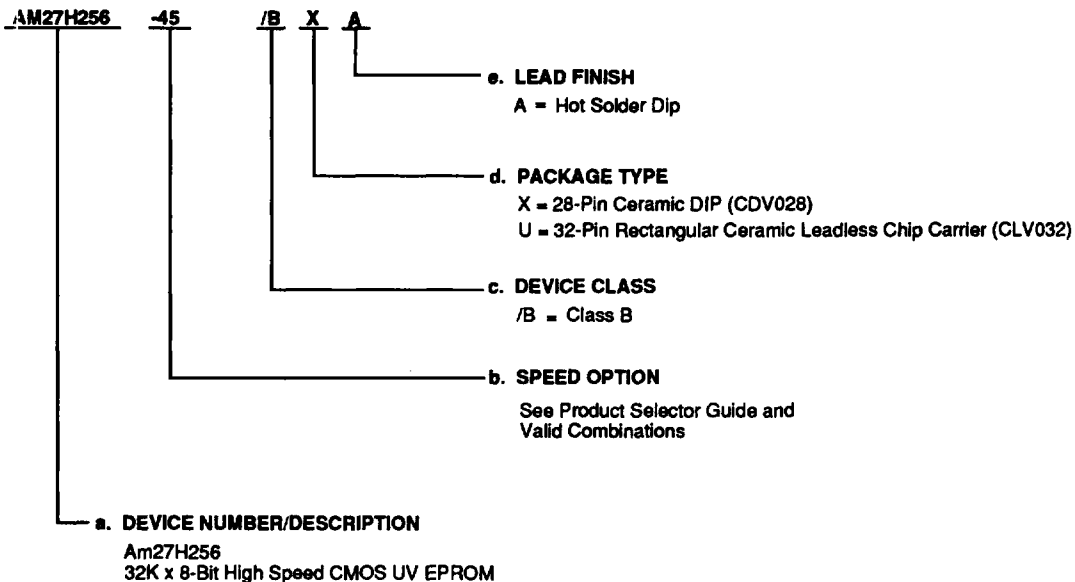 AM27H256 -45 /B X A
e. LEAD FINISH
A = Hot Solder Dip
d. PACKAGE TYPE
X = 28-Pin Ceramic DIP (CDV028)
U = 32-Pin Rectangular Ceramic Leadless Chip Carrier (CLV032)
c. DEVICE CLASS
/B = Class B
b. SPEED OPTION
See Product Selector Guide and
Valid Combinations
a. DEVICE NUMBER/DESCRIPTION
Am27H256
32K x 8-Bit High Speed CMOS UV EPROM